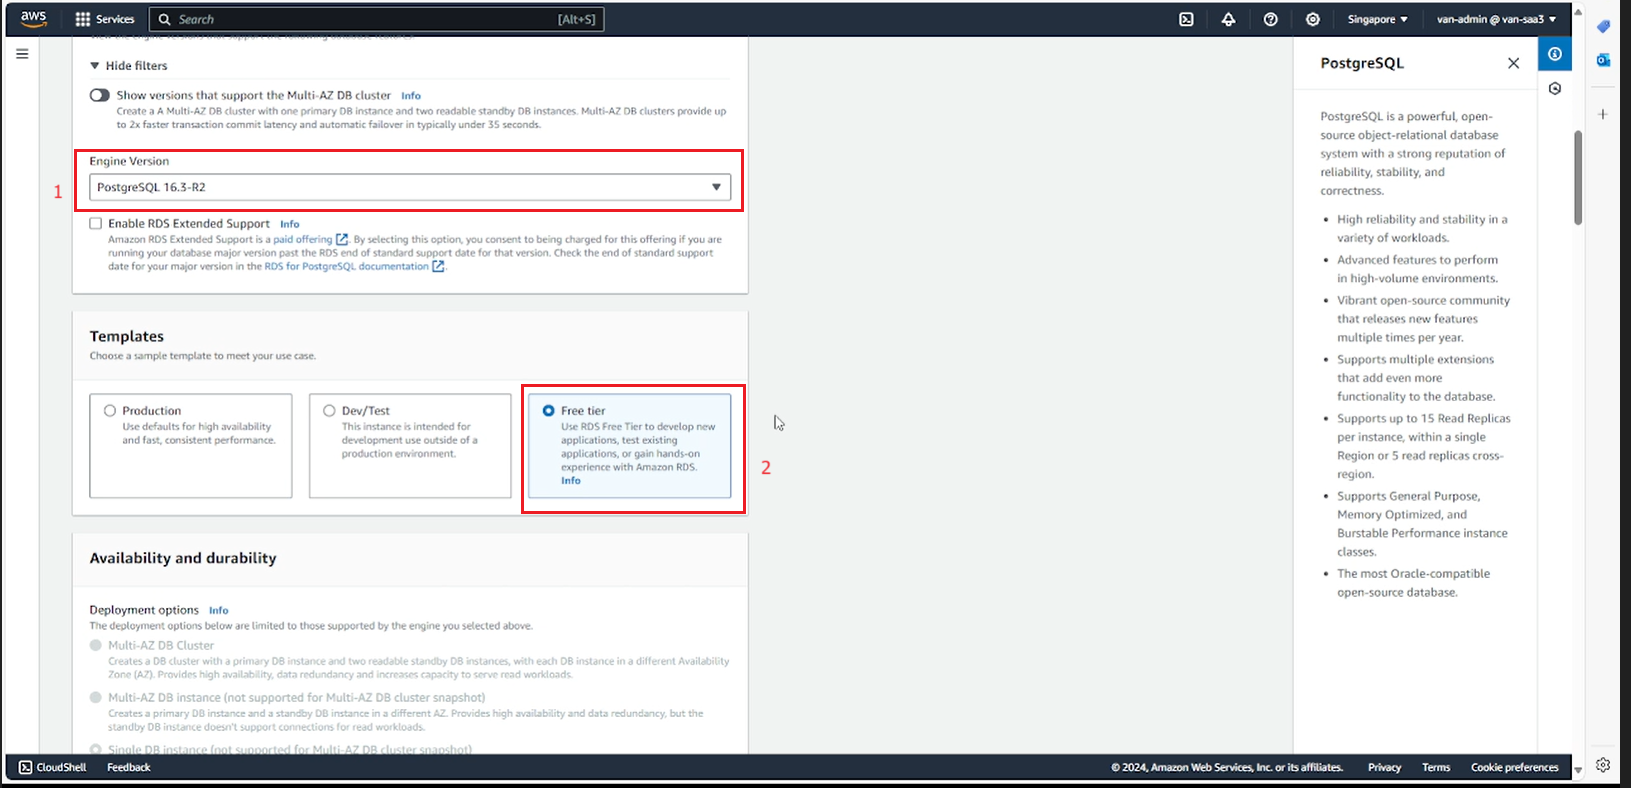 aws
Services
Search
[Alt+S]
Singapore ▼
van-admin @ van-saa3 ▼
view the engine versions that support the following database features.
▼ Hide filters
Show versions that support the Multi-AZ DB cluster Info
Create a A Multi-AZ DB cluster with one primary DB instance and two readable standby DB instances. Multi-AZ DB clusters provide up
to 2x faster transaction commit latency and automatic failover in typically under 35 seconds.
Engine Version
1
PostgreSQL 16.3-R2
Enable RDS Extended Support Info
Amazon RDS Extended Support is a paid offering. By selecting this option, you consent to being charged for this offering if you are
running your database major version past the RDS end of standard support date for that version. Check the end of standard support
date for your major version in the RDS for PostgreSQL documentation.
Templates
Choose a sample template to meet your use case.
Production
Use defaults for high availability
and fast, consistent performance.
Dev/Test
This instance is intended for
development use outside of a
production environment.
Free tier
Use RDS Free Tier to develop new
applications, test existing
applications, or gain hands-on
experience with Amazon RDS.
Info
2
Availability and durability
Deployment options Info
The deployment options below are limited to those supported by the engine you selected above.
Multi-AZ DB Cluster
Creates a DB cluster with a primary DB instance and two readable standby DB instances, with each DB instance in a different Availability
Zone (AZ). Provides high availability, data redundancy and increases capacity to serve read workloads.
Multi-AZ DB instance (not supported for Multi-AZ DB cluster snapshot)
Creates a primary DB instance and a standby DB instance in a different AZ. Provides high availability and data redundancy, but the
standby DB instance doesn't support connections for read workloads.
Single DB instance (not supported for Multi-AZ DB cluster snapshot)
PostgreSQL
PostgreSQL is a powerful, open-
source object-relational database
system with a strong reputation of
reliability, stability, and
correctness.
• High reliability and stability in a
variety of workloads.
• Advanced features to perform
in high-volume environments.
• Vibrant open-source community
that releases new features
multiple times per year.
• Supports multiple extensions
that add even more
functionality to the database.
• Supports up to 15 Read Replicas
per instance, within a single
Region or 5 read replicas cross-
region.
• Supports General Purpose,
Memory Optimized, and
Burstable Performance instance
classes.
• The most Oracle-compatible
open-source database.
CloudShell
Feedback
© 2024, Amazon Web Services, Inc. or its affiliates.
Privacy
Terms
Cookie preferences